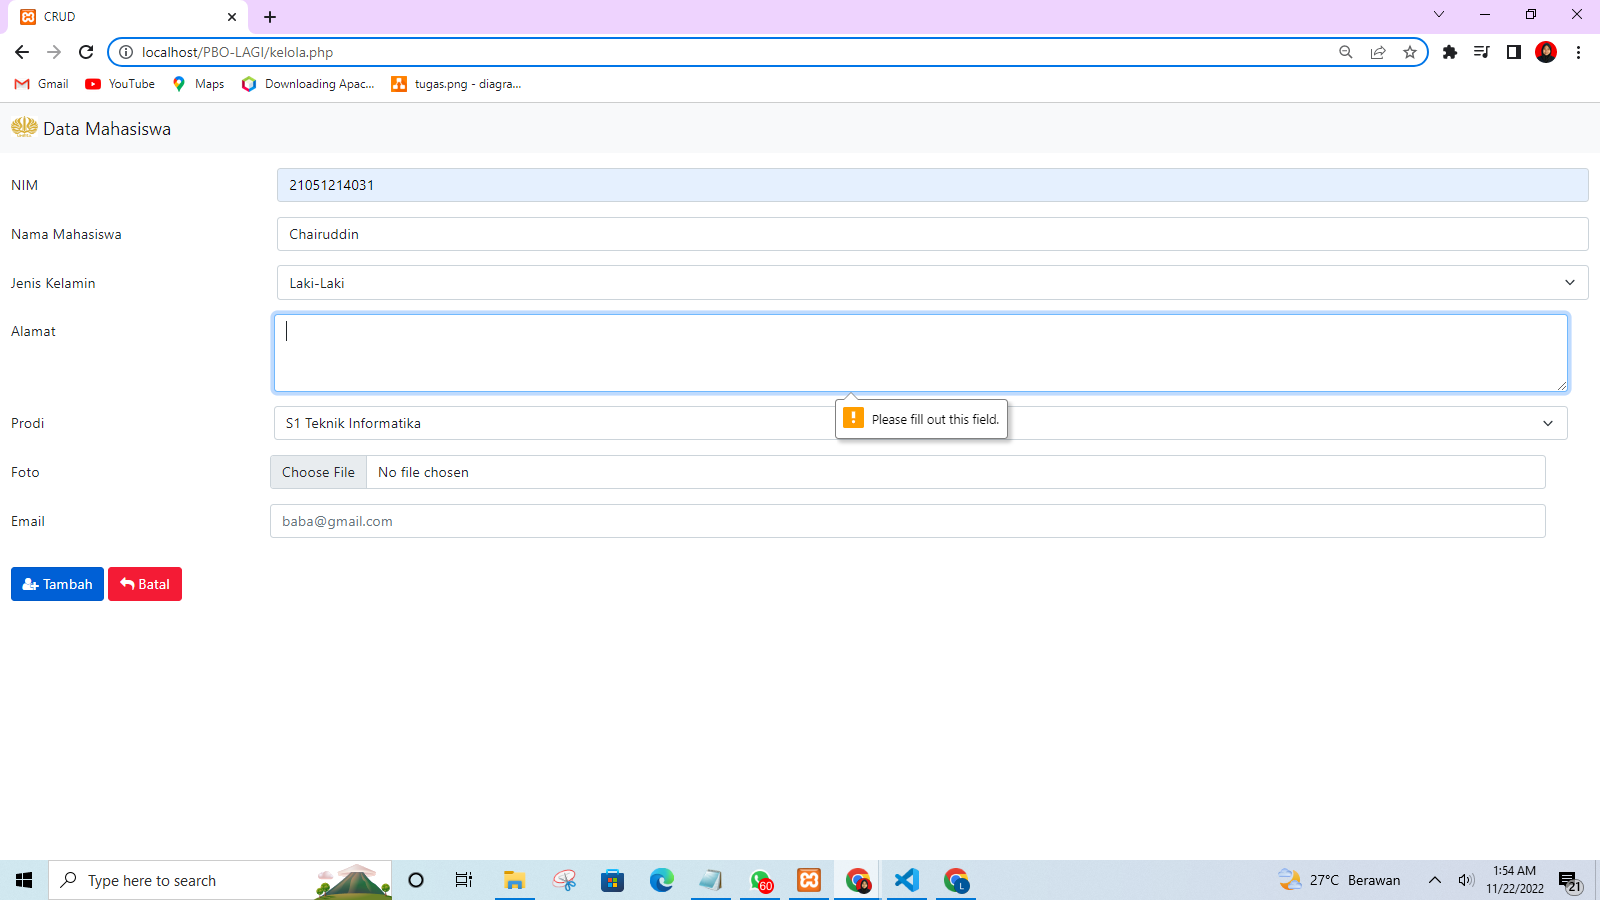 CRUD
localhost/PBO-LAGI/kelola.php
Gmail YouTube Maps Downloading Apac... tugas.png - diagra...
Data Mahasiswa
NIM 21051214031
Nama Mahasiswa Chairuddin
Jenis Kelamin Laki-Laki
Alamat
Please fill out this field.
Prodi S1 Teknik Informatika
Foto Choose File No file chosen
Email baba@gmail.com
Tambah Batal
Type here to search 60 L 27°C Berawan 1:54 AM
11/22/2022 21